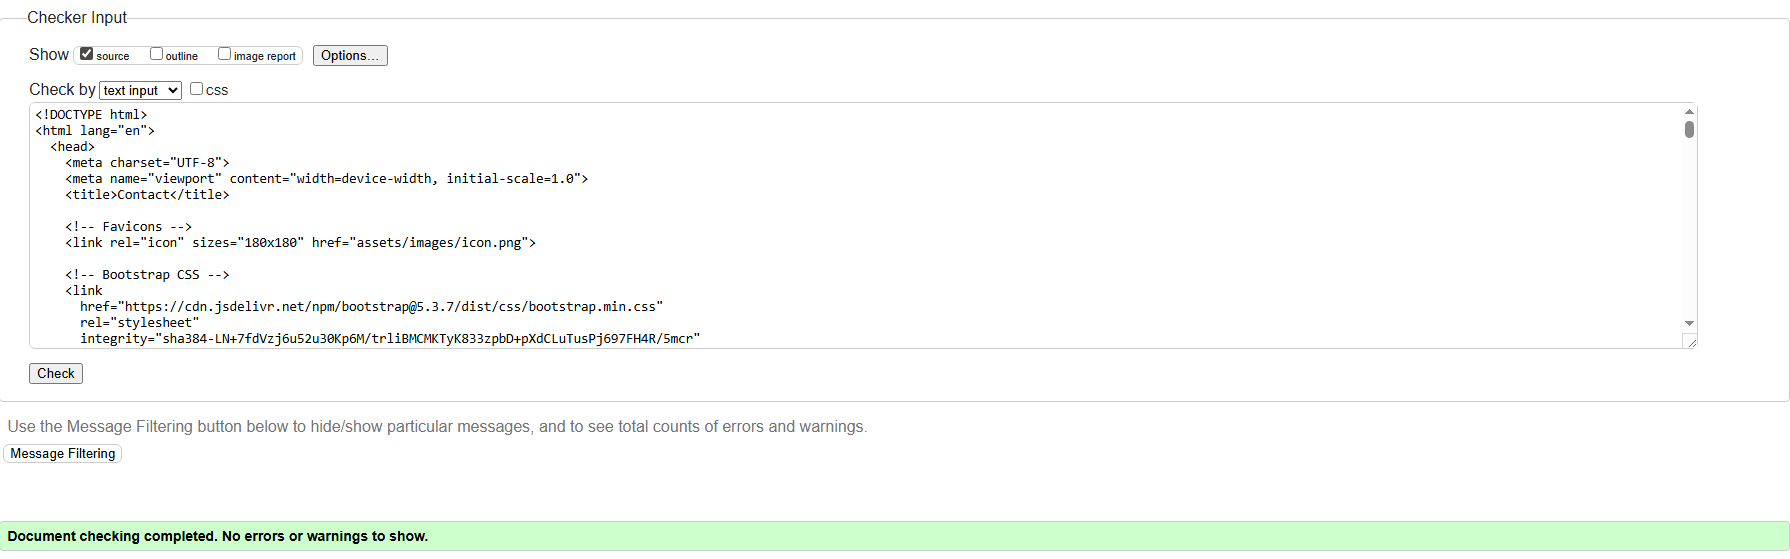 Checker Input
Show source outline image report Options...
Check by text input css
<!DOCTYPE html>
<html lang="en">
<head>
<meta charset="UTF-8">
<meta name="viewport" content="width=device-width, initial-scale=1.0">
<title>Contact</title>
<!-- Favicons -->
<link rel="icon" sizes="180x180" href="assets/images/icon.png">
<!-- Bootstrap CSS -->
<link
href="https://cdn.jsdelivr.net/npm/bootstrap@5.3.7/dist/css/bootstrap.min.css"
rel="stylesheet"
integrity="sha384-LN+7fdVzj6u52u30Kp6M/trliBMCMKTyK833zpbD+pXdCLuTusPj697FH4R/5mcr"
Check
Use the Message Filtering button below to hide/show particular messages, and to see total counts of errors and warnings.
Message Filtering
Document checking completed. No errors or warnings to show.